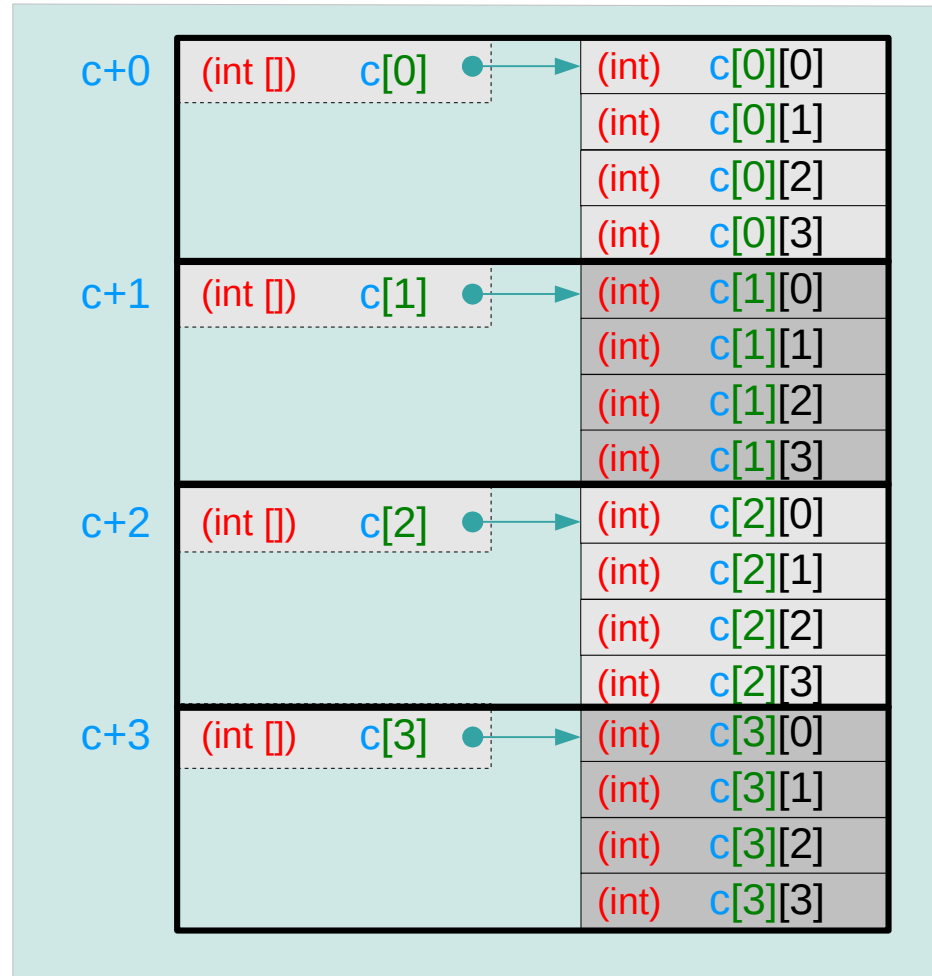 c+0 (int []) c[0] (int) c[0][0]
(int) c[0][1]
(int) c[0][2]
(int) c[0][3]
c+1 (int []) c[1] (int) c[1][0]
(int) c[1][1]
(int) c[1][2]
(int) c[1][3]
c+2 (int []) c[2] (int) c[2][0]
(int) c[2][1]
(int) c[2][2]
(int) c[2][3]
c+3 (int []) c[3] (int) c[3][0]
(int) c[3][1]
(int) c[3][2]
(int) c[3][3]